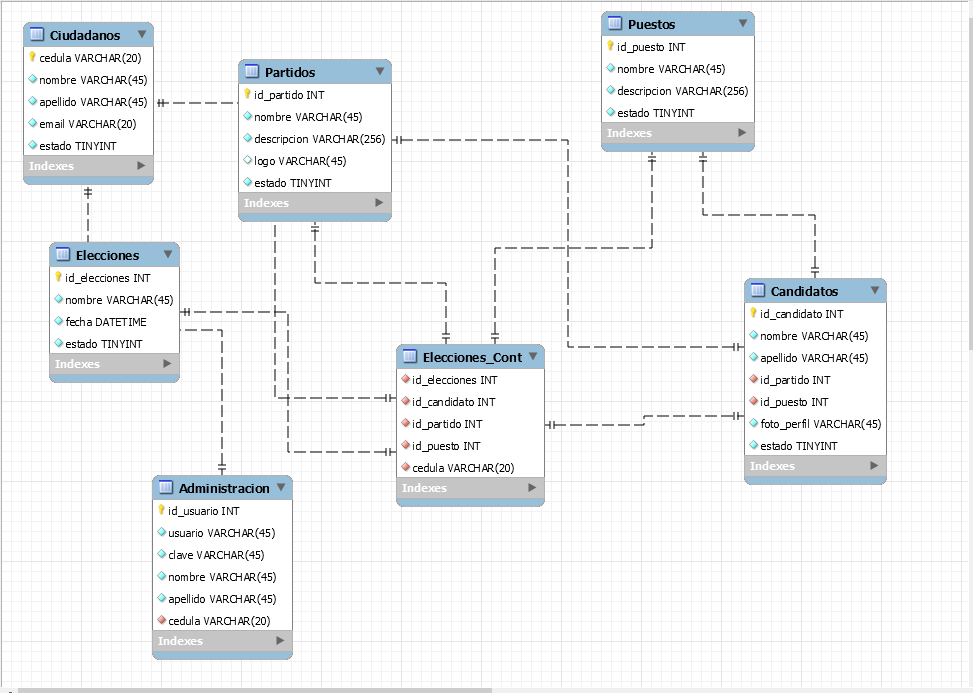 Ciudadanos
cedula VARCHAR(20)
nombre VARCHAR(45)
apellido VARCHAR(45)
email VARCHAR(20)
estado TINYINT
Indexes
Partidos
id_partido INT
nombre VARCHAR(45)
descripcion VARCHAR(256)
logo VARCHAR(45)
estado TINYINT
Indexes
Puestos
id_puesto INT
nombre VARCHAR(45)
descripcion VARCHAR(256)
estado TINYINT
Indexes
Elecciones
id_elecciones INT
nombre VARCHAR(45)
fecha DATETIME
estado TINYINT
Indexes
Candidatos
id_candidato INT
nombre VARCHAR(45)
apellido VARCHAR(45)
id_partido INT
id_puesto INT
foto_perfil VARCHAR(45)
estado TINYINT
Indexes
Elecciones_Cont
id_elecciones INT
id_candidato INT
id_partido INT
id_puesto INT
cedula VARCHAR(20)
Indexes
Administracion
id_usuario INT
usuario VARCHAR(45)
clave VARCHAR(45)
nombre VARCHAR(45)
apellido VARCHAR(45)
cedula VARCHAR(20)
Indexes